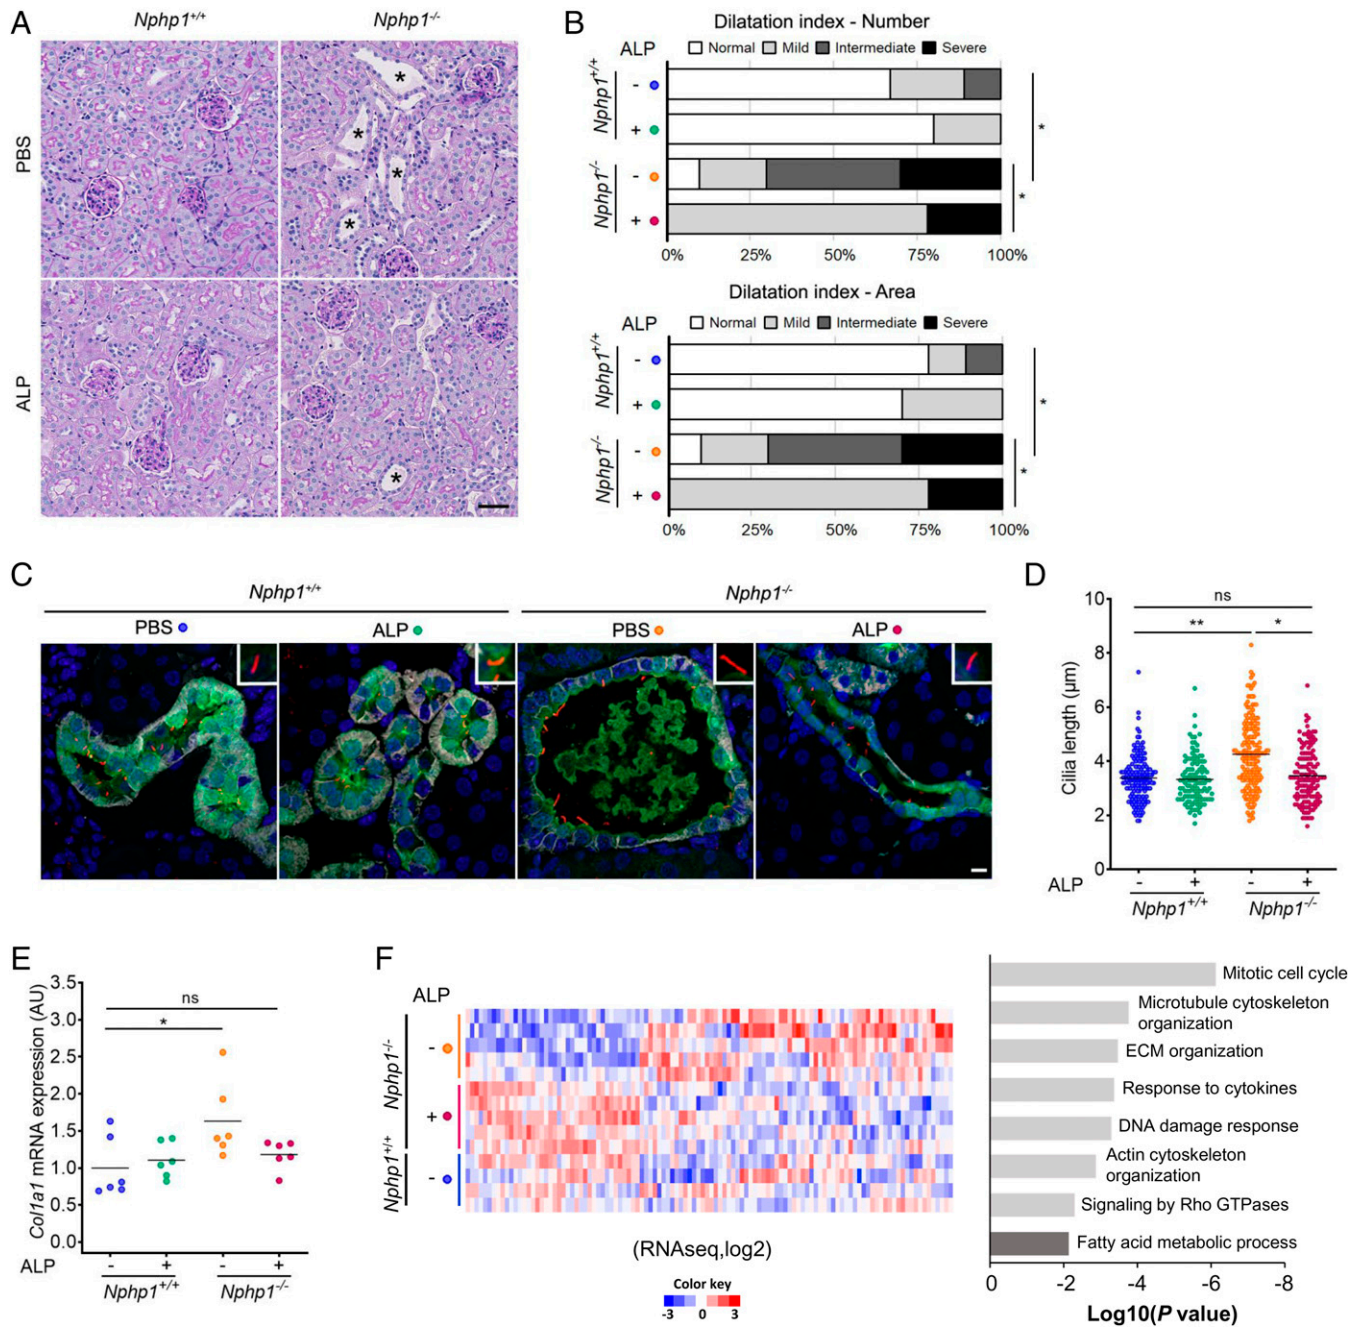 A
Nphp1+/+
Nphp1-/-
PBS
ALP
* * * *
*
B
Dilatation index - Number
ALP
Normal Mild Intermediate Severe
Nphp1+/+
-
+
Nphp1-/-
-
+
*
*
0% 25% 50% 75% 100%
Dilatation index - Area
ALP
Normal Mild Intermediate Severe
Nphp1+/+
-
+
Nphp1-/-
-
+
*
*
0% 25% 50% 75% 100%
C
Nphp1+/+
Nphp1-/-
PBS
ALP
PBS
ALP
D
Cilia length (µm)
10
8
6
4
2
0
ns
**
*
ALP - + - +
Nphp1+/+ Nphp1-/-
E
Col1a1 mRNA expression (AU)
3.5
3.0
2.5
2.0
1.5
1.0
0.5
0.0
ns
*
ALP - + - +
Nphp1+/+ Nphp1-/-
F
ALP
Nphp1-/-
-
+
Nphp1+/+
-
(RNAseq,log2)
Color key
-3 0 3
Mitotic cell cycle
Microtubule cytoskeleton
organization
ECM organization
Response to cytokines
DNA damage response
Actin cytoskeleton
organization
Signaling by Rho GTPases
Fatty acid metabolic process
0 -2 -4 -6 -8
Log10(P value)